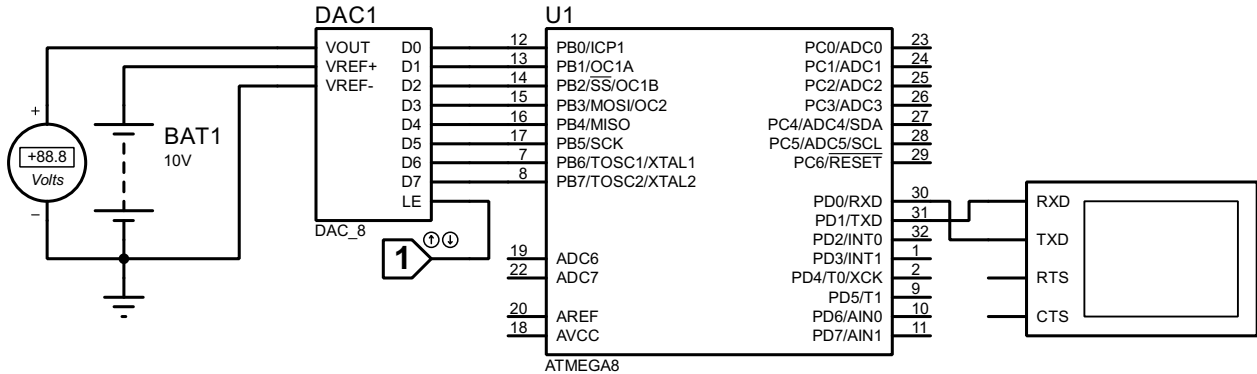 DAC1
VOUT
VREF+
VREF-
D0
D1
D2
D3
D4
D5
D6
D7
LE
DAC_8
+
+88.8
Volts
−
BAT1
10V
1
U1
12
13
14
15
16
17
7
8
19
22
20
18
PB0/ICP1
PB1/OC1A
PB2/SS/OC1B
PB3/MOSI/OC2
PB4/MISO
PB5/SCK
PB6/TOSC1/XTAL1
PB7/TOSC2/XTAL2
ADC6
ADC7
AREF
AVCC
PC0/ADC0
PC1/ADC1
PC2/ADC2
PC3/ADC3
PC4/ADC4/SDA
PC5/ADC5/SCL
PC6/RESET
PD0/RXD
PD1/TXD
PD2/INT0
PD3/INT1
PD4/T0/XCK
PD5/T1
PD6/AIN0
PD7/AIN1
23
24
25
26
27
28
29
30
31
32
1
2
9
10
11
ATMEGA8
RXD
TXD
RTS
CTS